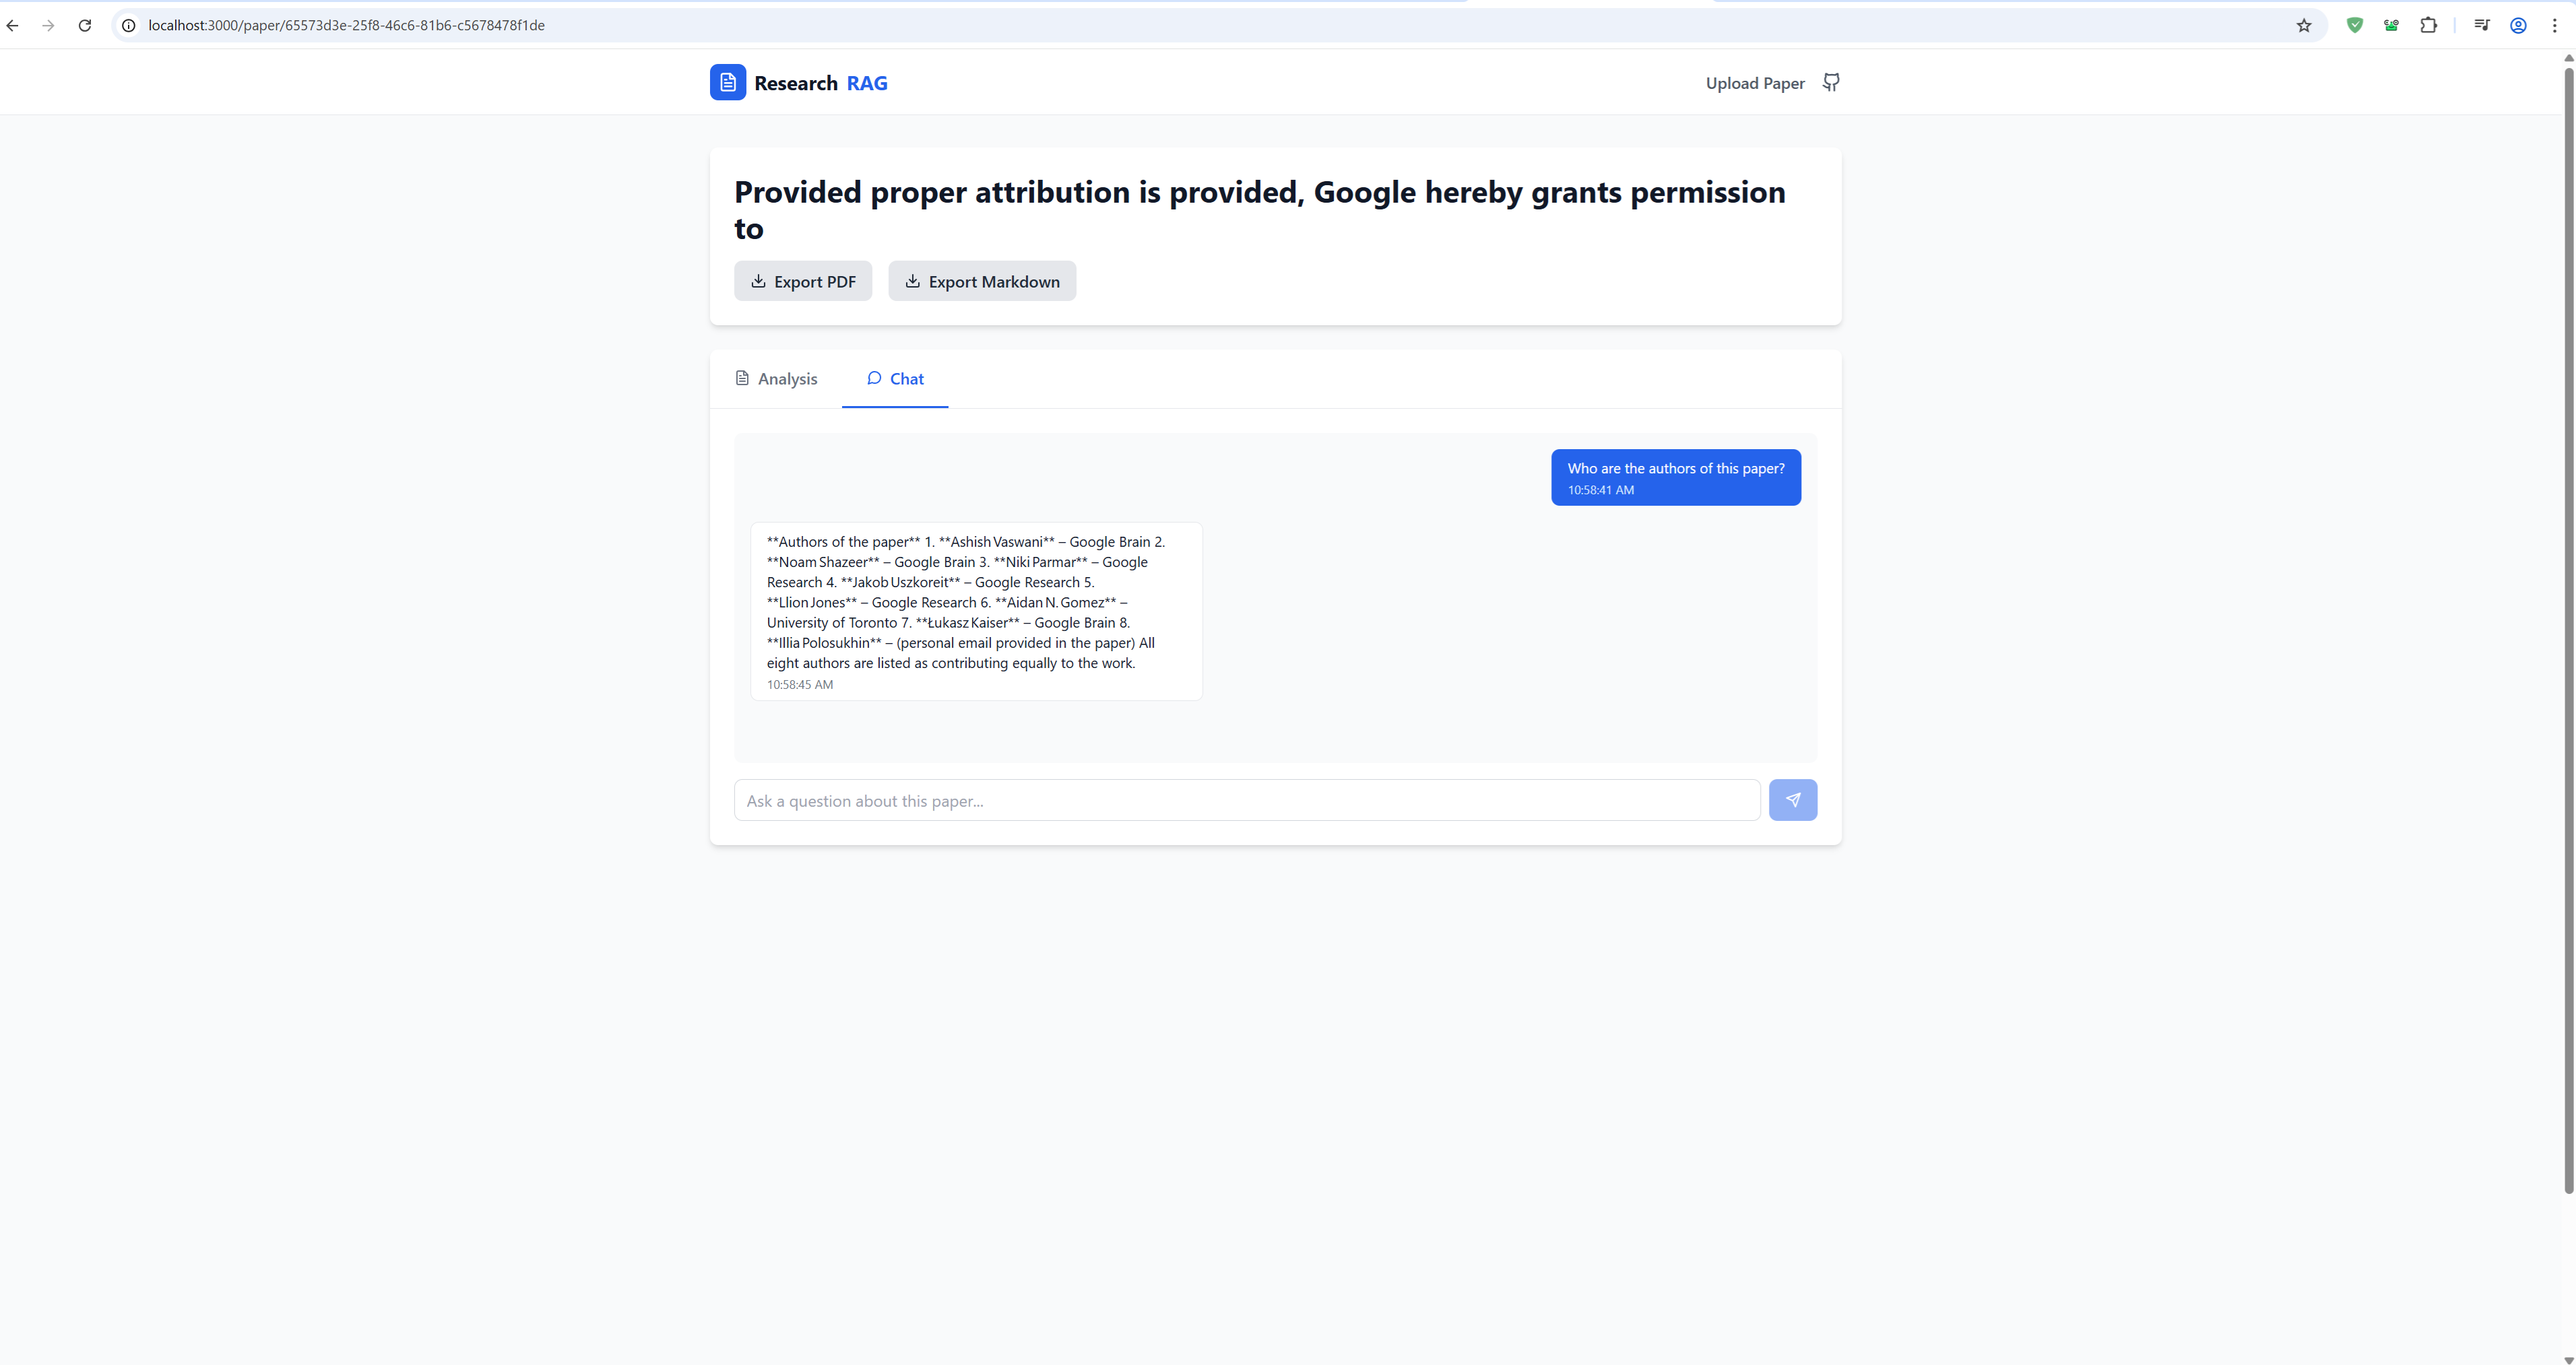 localhost:3000/paper/65573d3e-25f8-46c6-81b6-c5678478f1de
Research RAG
Upload Paper
Provided proper attribution is provided, Google hereby grants permission
to
Export PDF
Export Markdown
Analysis
Chat
Who are the authors of this paper?
10:58:41 AM
**Authors of the paper** 1. **Ashish Vaswani** – Google Brain 2.
**Noam Shazeer** – Google Brain 3. **Niki Parmar** – Google
Research 4. **Jakob Uszkoreit** – Google Research 5.
**Llion Jones** – Google Research 6. **Aidan N. Gomez** –
University of Toronto 7. **Łukasz Kaiser** – Google Brain 8.
**Illia Polosukhin** – (personal email provided in the paper) All
eight authors are listed as contributing equally to the work.
10:58:45 AM
Ask a question about this paper...